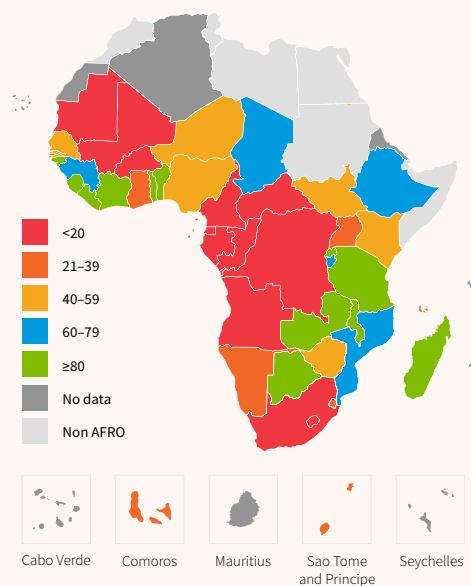 <20
21–39
40–59
60–79
≥80
No data
Non AFRO
Cabo Verde
Comoros
Mauritius
Sao Tome
and Principe
Seychelles